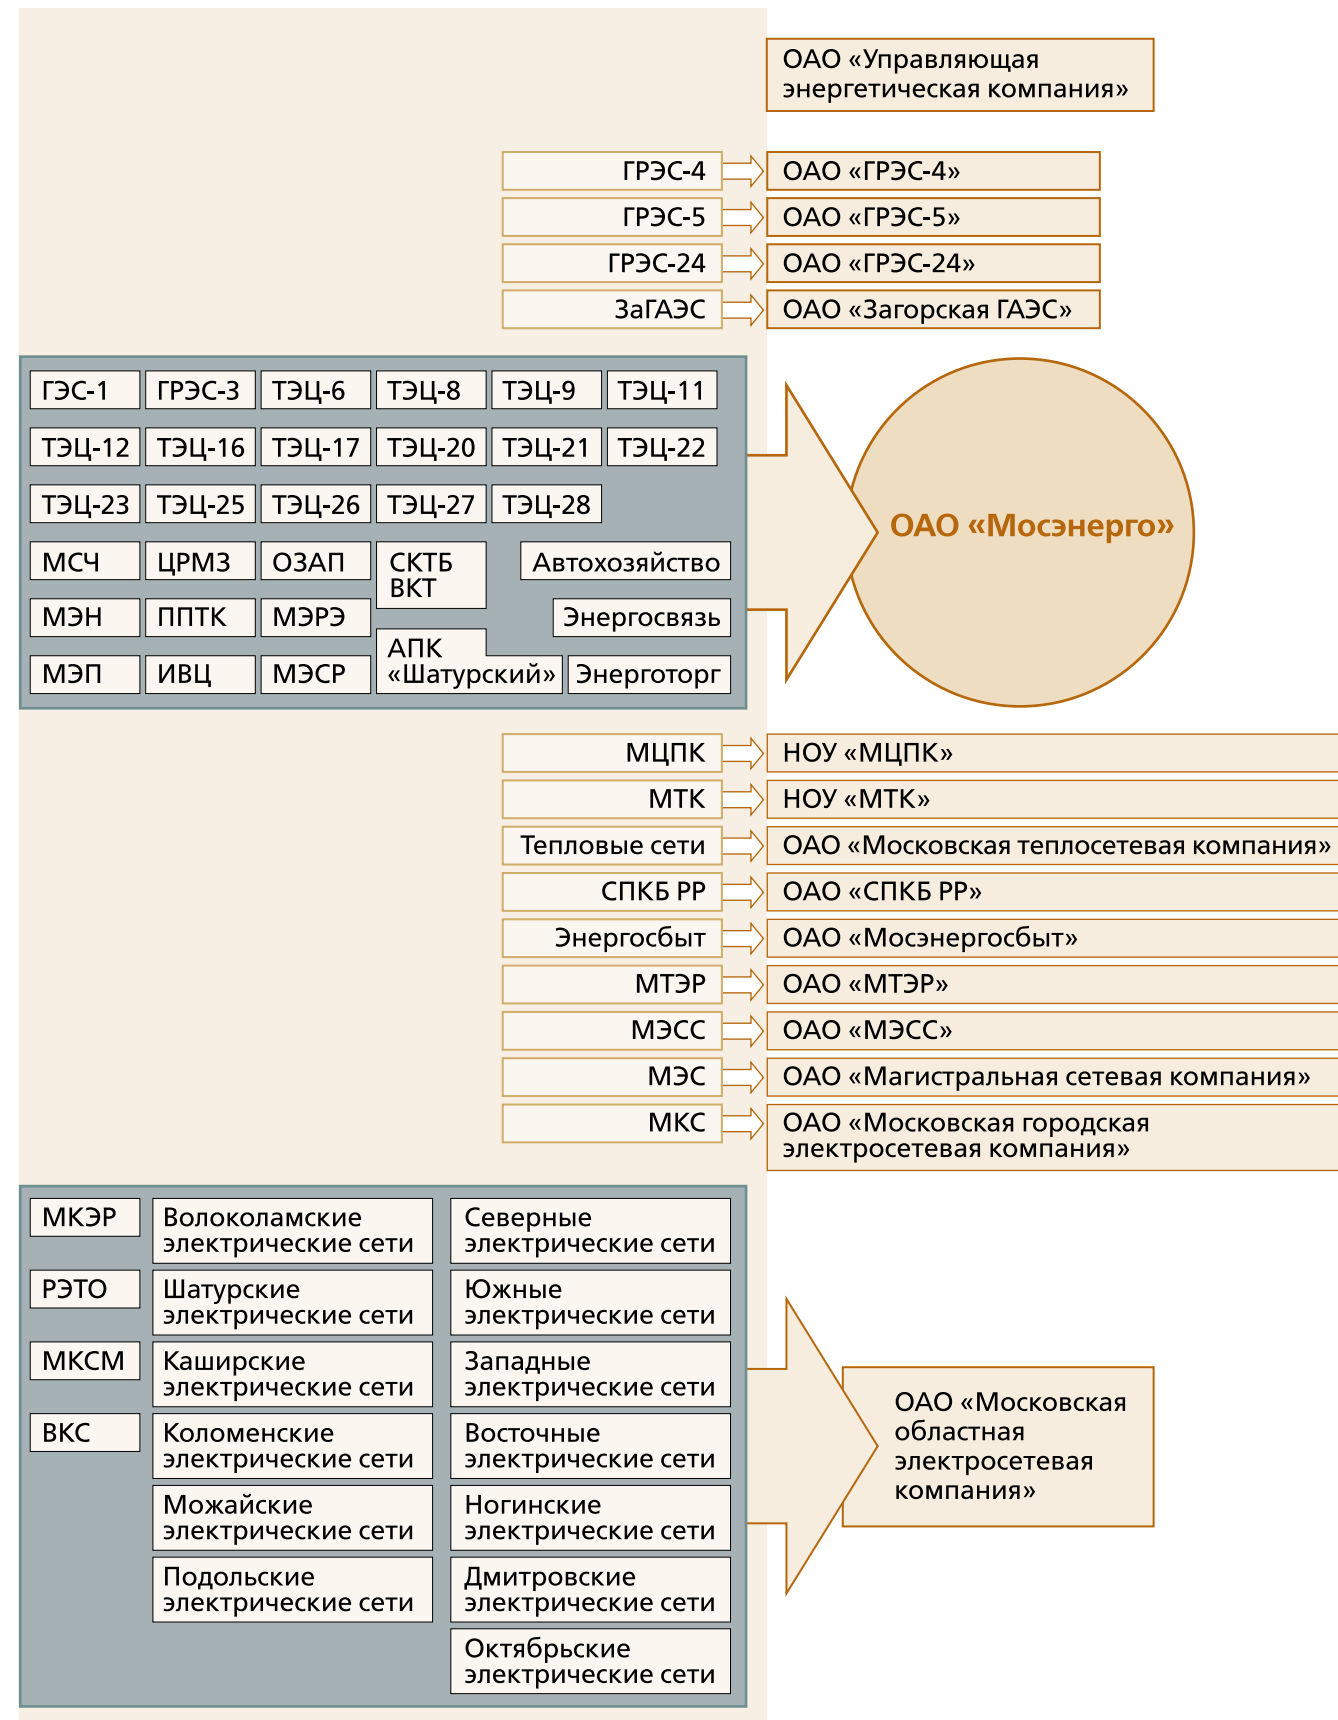 ОАО «Управляющая
энергетическая компания»
ГРЭС-4
ОАО «ГРЭС-4»
ГРЭС-5
ОАО «ГРЭС-5»
ГРЭС-24
ОАО «ГРЭС-24»
ЗаГАЭС
ОАО «Загорская ГАЭС»
ГЭС-1
ГРЭС-3
ТЭЦ-6
ТЭЦ-8
ТЭЦ-9
ТЭЦ-11
ТЭЦ-12
ТЭЦ-16
ТЭЦ-17
ТЭЦ-20
ТЭЦ-21
ТЭЦ-22
ТЭЦ-23
ТЭЦ-25
ТЭЦ-26
ТЭЦ-27
ТЭЦ-28
МСЧ
ЦРМЗ
ОЗАП
СКТБ
ВКТ
Автохозяйство
МЭН
ППТК
МЭРЭ
Энергосвязь
МЭП
ИВЦ
МЭСР
АПК
«Шатурский»
Энерготорг
ОАО «Мосэнерго»
МЦПК
НОУ «МЦПК»
МТК
НОУ «МТК»
Тепловые сети
ОАО «Московская теплосетевая компания»
СПКБ РР
ОАО «СПКБ РР»
Энергосбыт
ОАО «Мосэнергосбыт»
МТЭР
ОАО «МТЭР»
МЭСС
ОАО «МЭСС»
МЭС
ОАО «Магистральная сетевая компания»
МКС
ОАО «Московская городская
электросетевая компания»
МКЭР
Волоколамские
электрические сети
Северные
электрические сети
РЭТО
Шатурские
электрические сети
Южные
электрические сети
МКСМ
Каширские
электрические сети
Западные
электрические сети
ВКС
Коломенские
электрические сети
Восточные
электрические сети
Можайские
электрические сети
Ногинские
электрические сети
Подольские
электрические сети
Дмитровские
электрические сети
Октябрьские
электрические сети
ОАО «Московская
областная
электросетевая
компания»